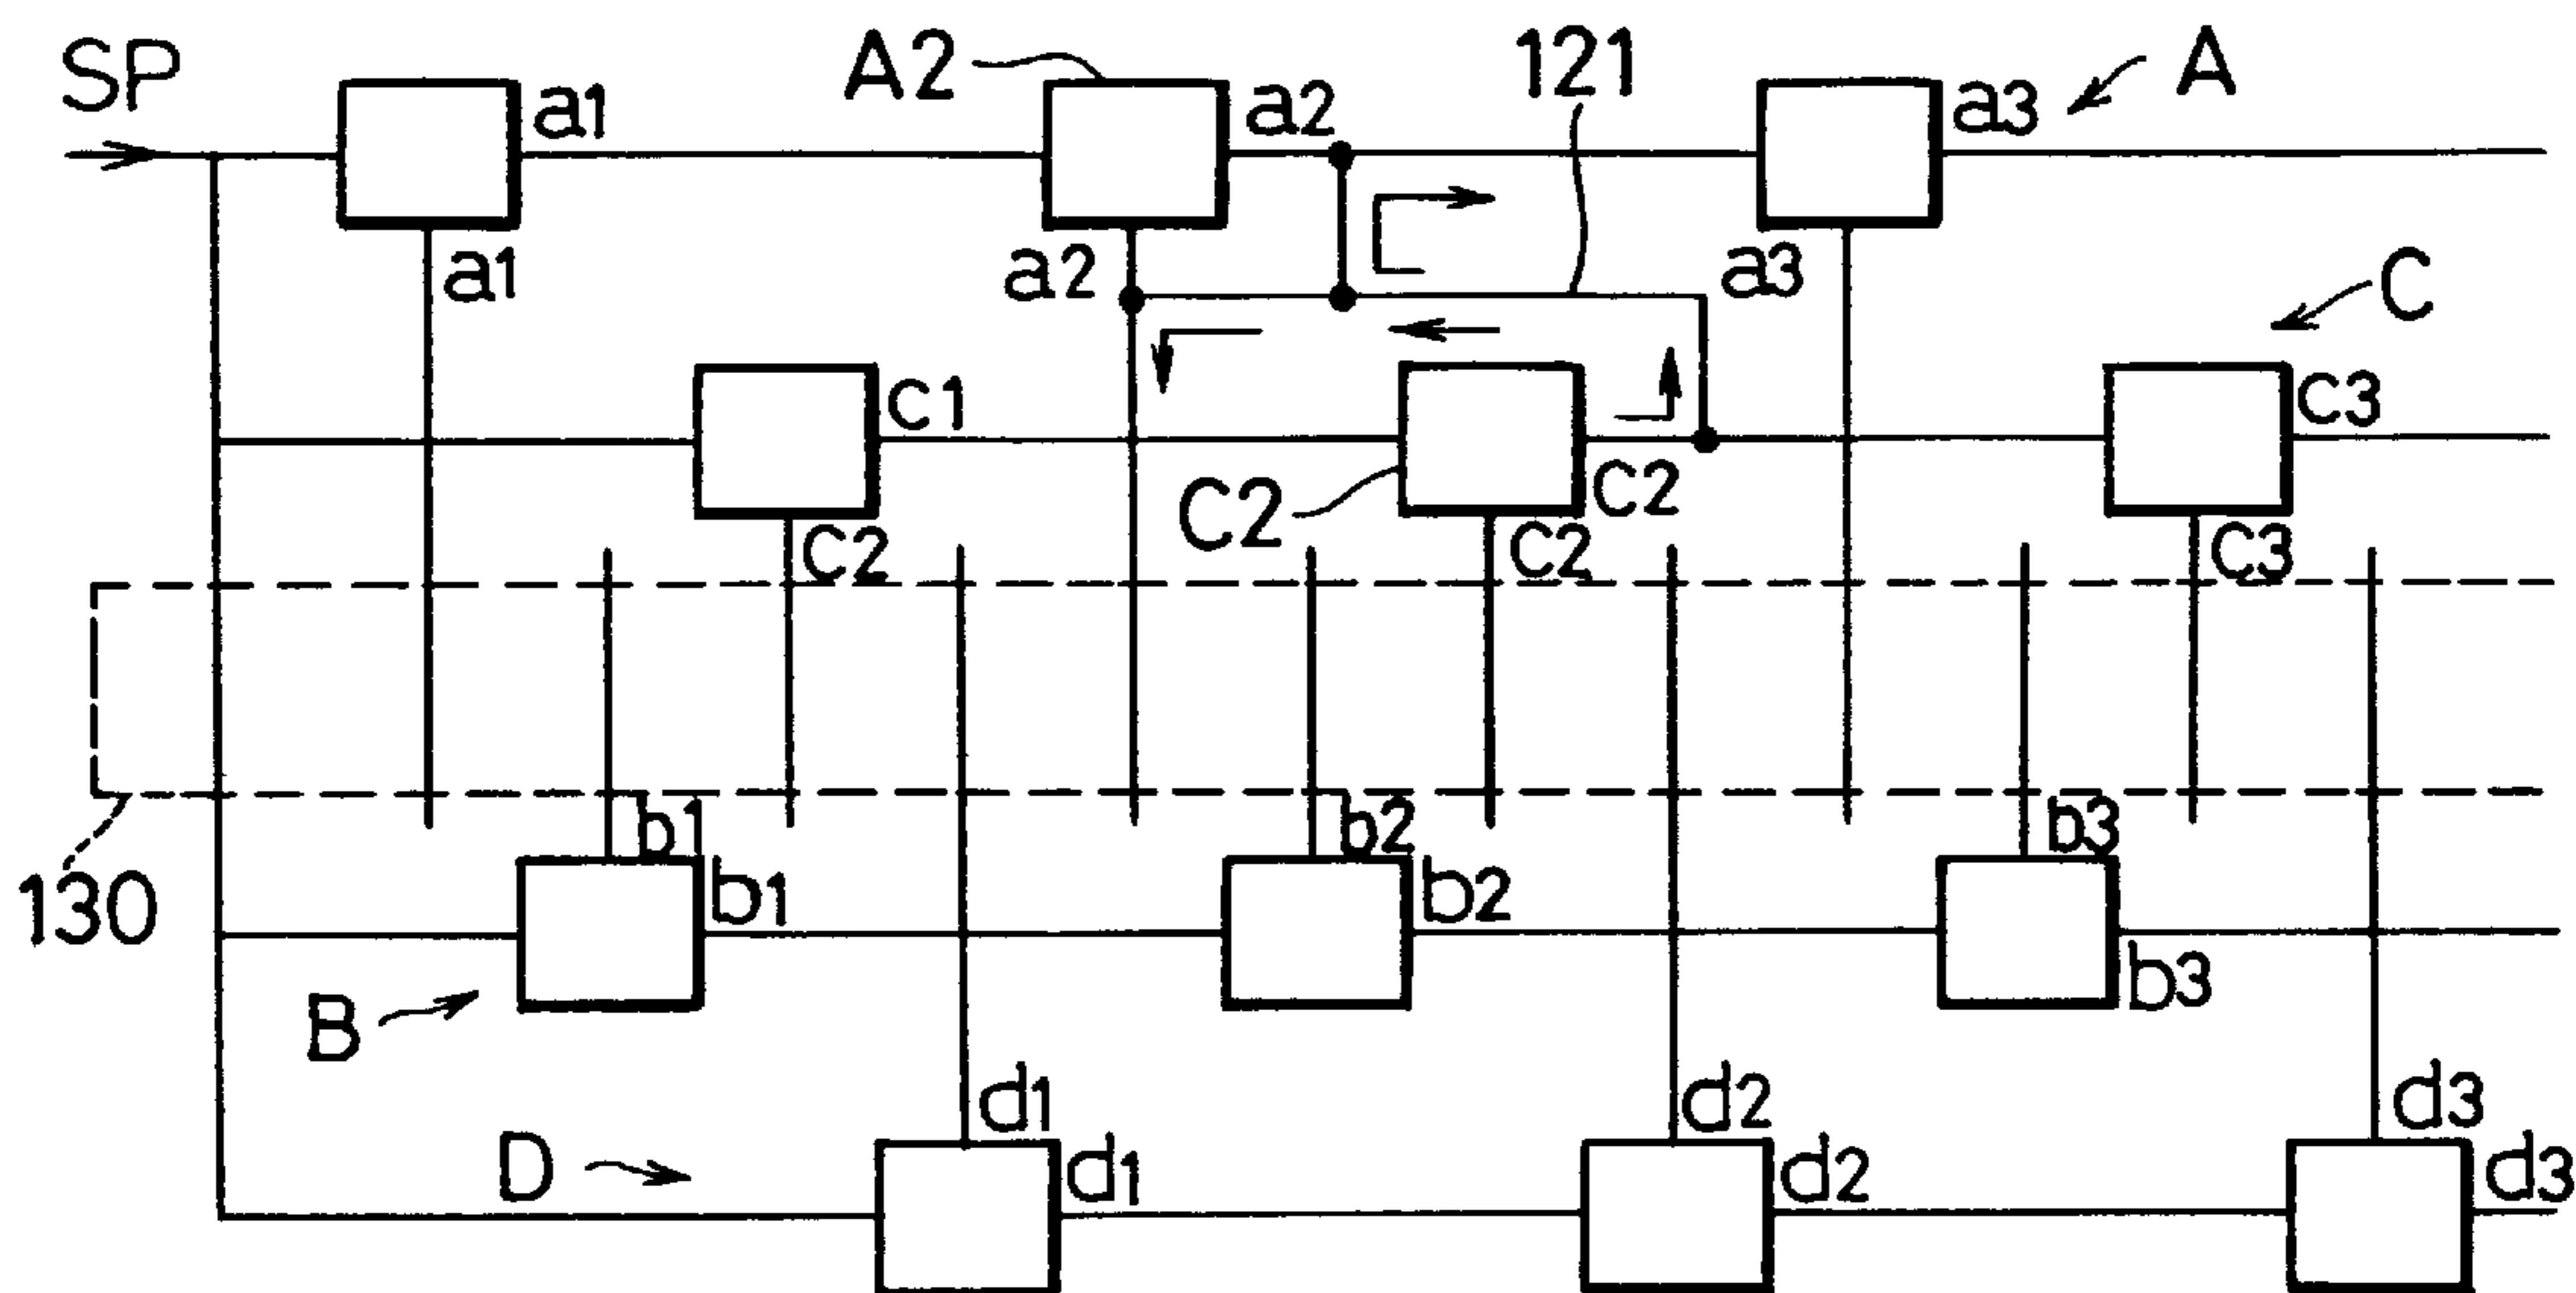 SP a1 A2 a2 121 a3 A
a1 a2 a3 C
c1 C2 c2 c3
c2 c2 c3
130 b1 b2 b3
b1 b2 b3
B
d1 d2 d3
D d1 d2 d3